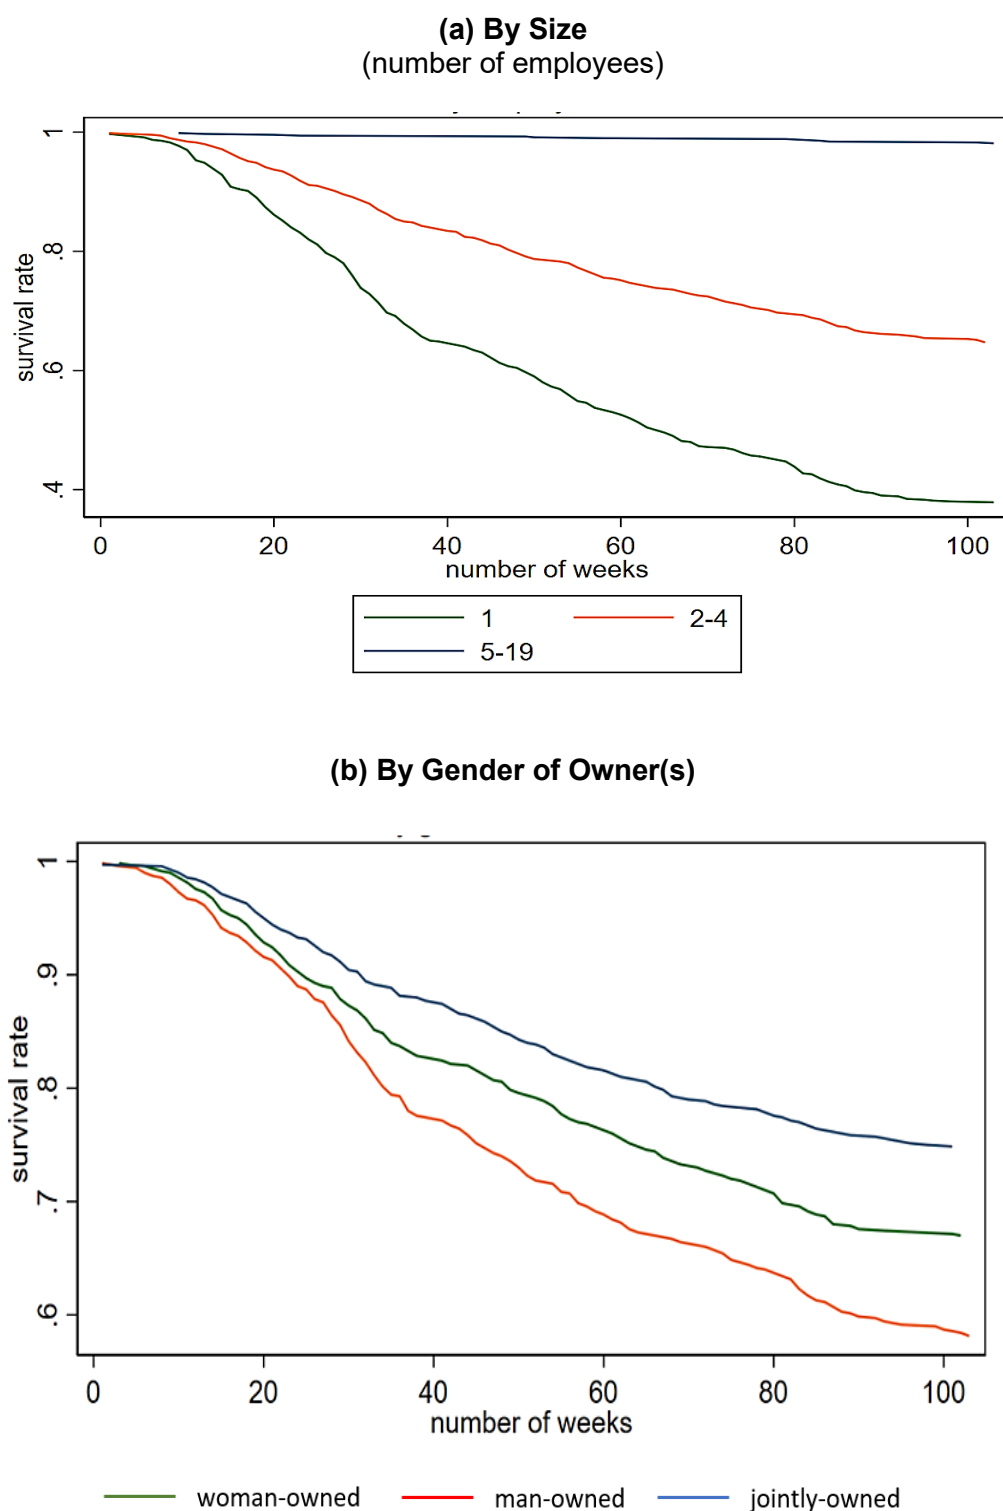 (a) By Size
(number of employees)
1
.8
.6
.4
survival rate
0 20 40 60 80 100
number of weeks
1 2-4
5-19
(b) By Gender of Owner(s)
1
.9
.8
.7
.6
survival rate
0 20 40 60 80 100
number of weeks
woman-owned man-owned jointly-owned